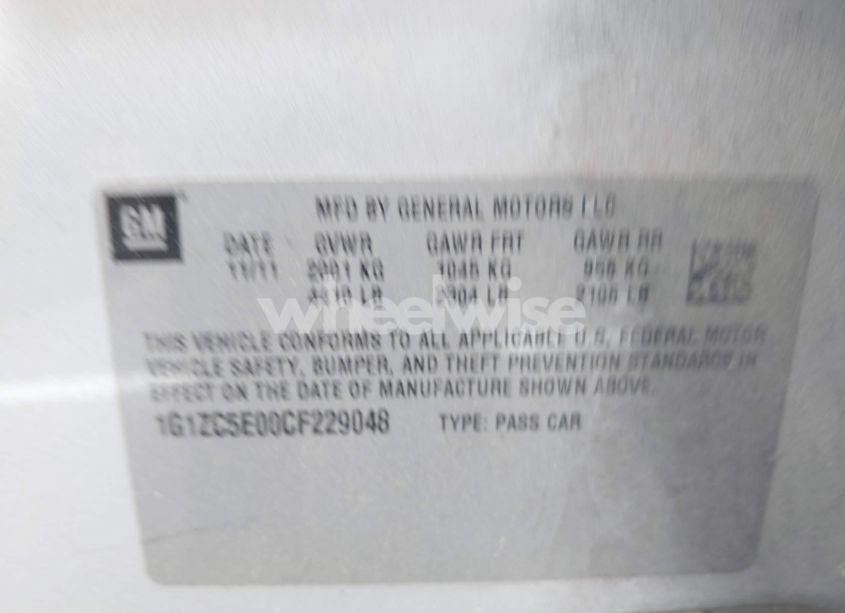 GM
MFD BY GENERAL MOTORS LLC
DATE GVWR GAWR FRT GAWR RR
11/11 2001 KG 1045 KG 956 KG
LB 2304 LB LB
wheelwise
THIS VEHICLE CONFORMS TO ALL APPLICABLE U.S. FEDERAL MOTOR
VEHICLE SAFETY, BUMPER, AND THEFT PREVENTION STANDARDS IN
EFFECT ON THE DATE OF MANUFACTURE SHOWN ABOVE.
1G1ZC5E00CF229048 TYPE: PASS CAR